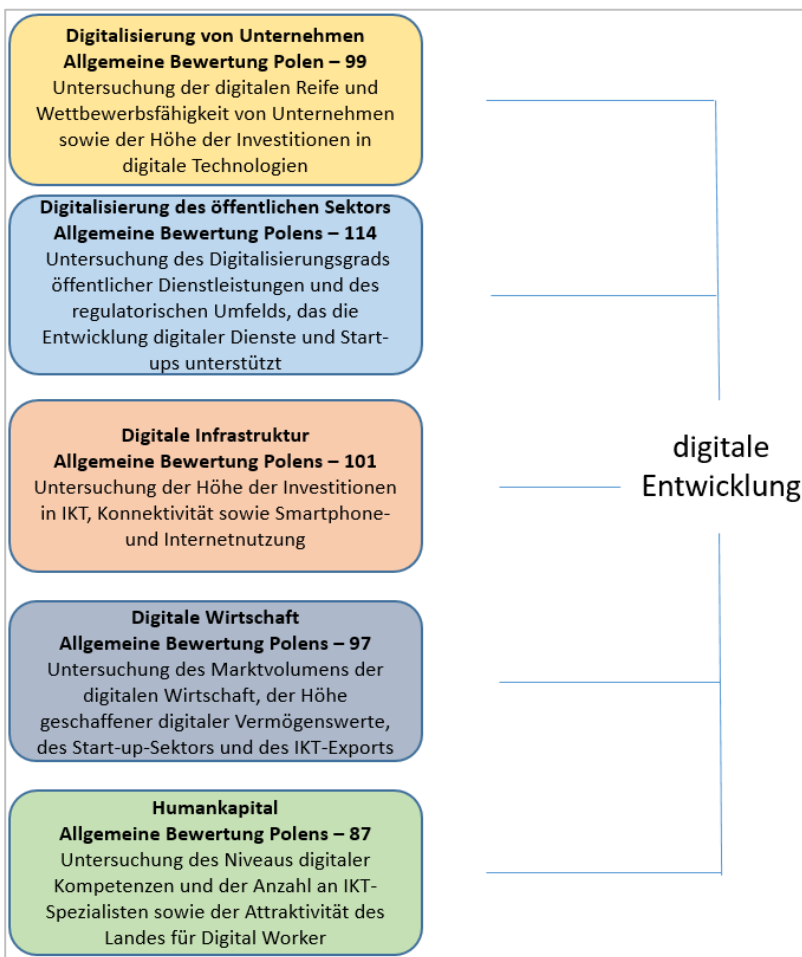 Digitalisierung von Unternehmen
Allgemeine Bewertung Polen – 99
Untersuchung der digitalen Reife und
Wettbewerbsfähigkeit von Unternehmen
sowie der Höhe der Investitionen in
digitale Technologien
Digitalisierung des öffentlichen Sektors
Allgemeine Bewertung Polens – 114
Untersuchung des Digitalisierungsgrads
öffentlicher Dienstleistungen und des
regulatorischen Umfelds, das die
Entwicklung digitaler Dienste und Start-
ups unterstützt
Digitale Infrastruktur
Allgemeine Bewertung Polens – 101
Untersuchung der Höhe der Investitionen
in IKT, Konnektivität sowie Smartphone-
und Internetnutzung
Digitale Wirtschaft
Allgemeine Bewertung Polens – 97
Untersuchung des Marktvolumens der
digitalen Wirtschaft, der Höhe
geschaffener digitaler Vermögenswerte,
des Start-up-Sektors und des IKT-Exports
Humankapital
Allgemeine Bewertung Polens – 87
Untersuchung des Niveaus digitaler
Kompetenzen und der Anzahl an IKT-
Spezialisten sowie der Attraktivität des
Landes für Digital Worker
digitale
Entwicklung